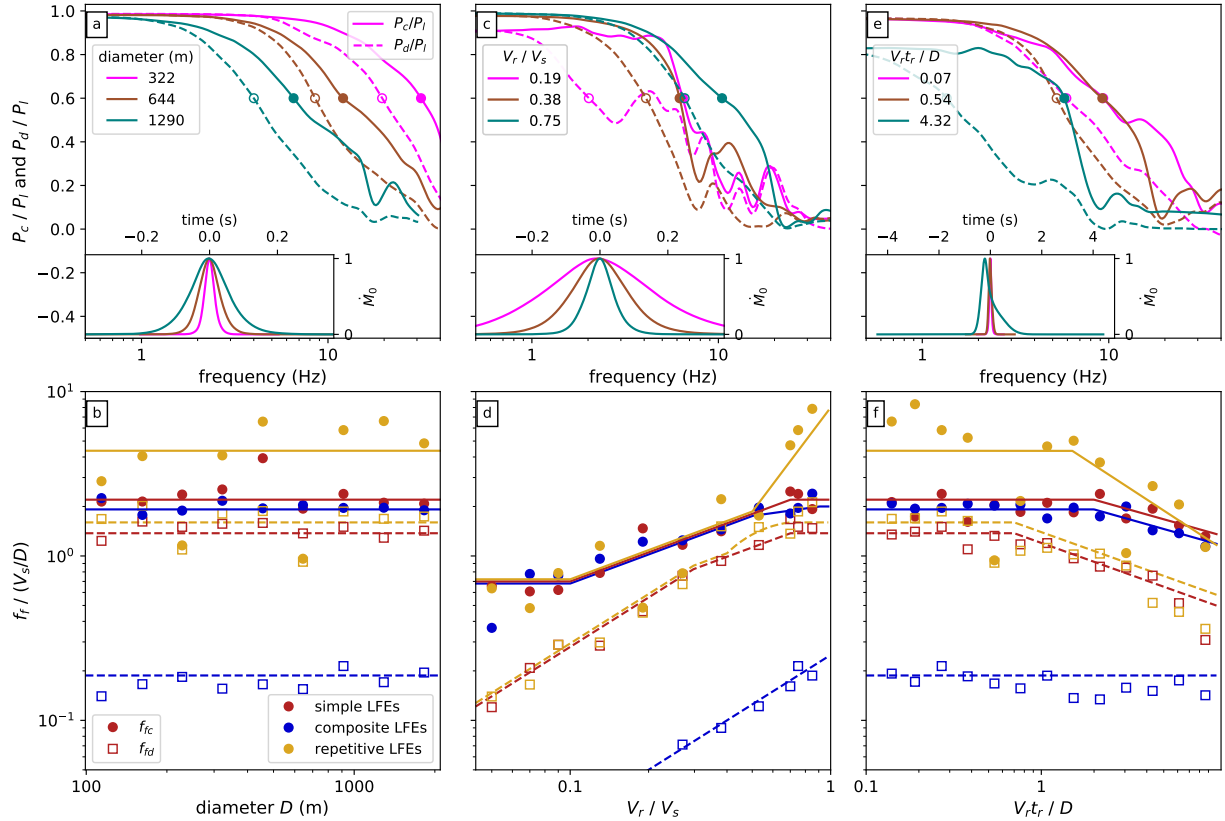 a
P_c/P_l
P_d/P_l
diameter (m)
322
644
1290
1.0
0.8
0.6
0.4
0.2
0.0
−0.2
−0.4
P_c / P_l and P_d / P_l
time (s)
−0.2 0.0 0.2
1
0
Ṁ_0
1 10
frequency (Hz)
c
V_r / V_s
0.19
0.38
0.75
time (s)
−0.2 0.0 0.2
1
0
Ṁ_0
1 10
frequency (Hz)
e
V_r t_r / D
0.07
0.54
4.32
time (s)
−4 −2 0 2 4
1
0
Ṁ_0
1 10
frequency (Hz)
b
10^1
10^0
10^−1
f_f / (V_s/D)
f_fc
f_fd
simple LFEs
composite LFEs
repetitive LFEs
100 1000
diameter D (m)
d
0.1 1
V_r / V_s
f
0.1 1
V_r t_r / D